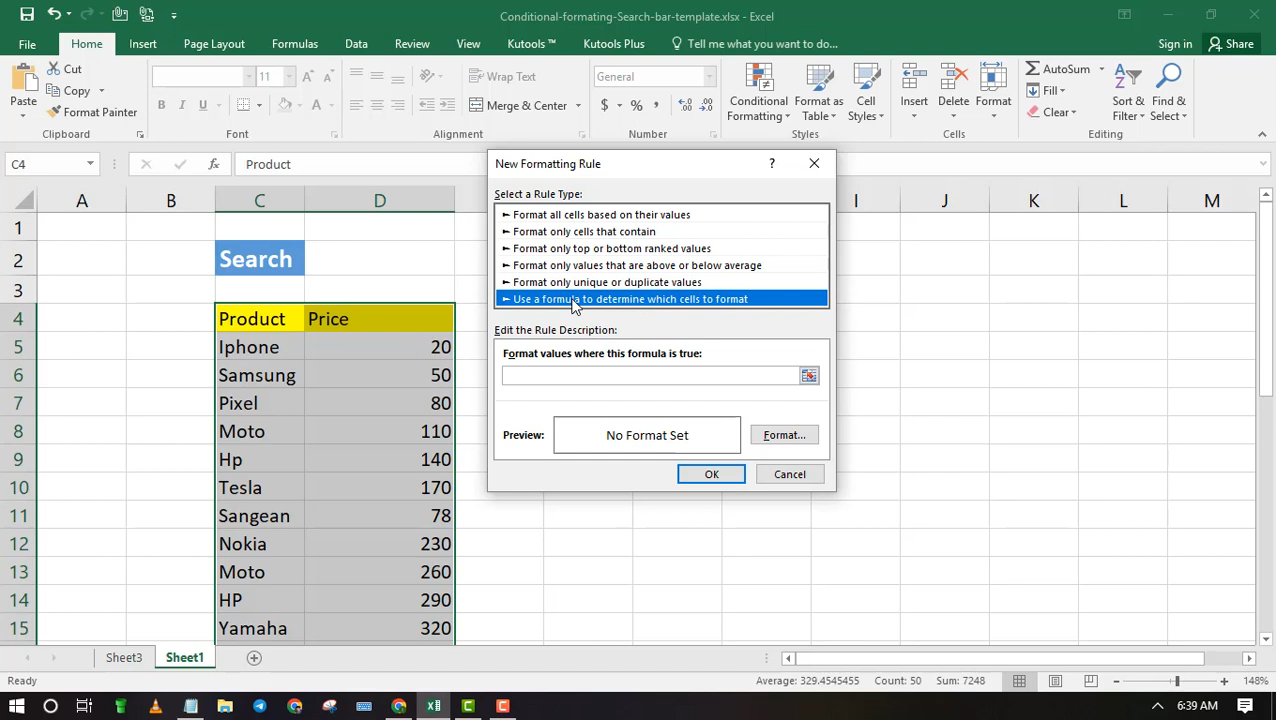 Conditional-formating-Search-bar-template.xlsx - Excel
File Home Insert Page Layout Formulas Data Review View Kutools ™ Kutools Plus Tell me what you want to do... Sign in Share
Paste
Cut
Copy
Format Painter
Clipboard
11
B I U
A
Font
Wrap Text
Merge & Center
Alignment
General
$ % ,
Number
Conditional Formatting
Format as Table
Cell Styles
Styles
Insert
Delete
Format
Cells
AutoSum
Fill
Clear
Sort & Filter
Find & Select
Editing
C4 fx Product
A B C D I J K L M
1
2 Search
3
4 Product Price
5 Iphone 20
6 Samsung 50
7 Pixel 80
8 Moto 110
9 Hp 140
10 Tesla 170
11 Sangean 78
12 Nokia 230
13 Moto 260
14 HP 290
15 Yamaha 320
New Formatting Rule ?
Select a Rule Type:
► Format all cells based on their values
► Format only cells that contain
► Format only top or bottom ranked values
► Format only values that are above or below average
► Format only unique or duplicate values
► Use a formula to determine which cells to format
Edit the Rule Description:
Format values where this formula is true:
Preview: No Format Set Format...
OK Cancel
Sheet3 Sheet1
Ready Average: 329.4545455 Count: 50 Sum: 7248 148%
6:39 AM